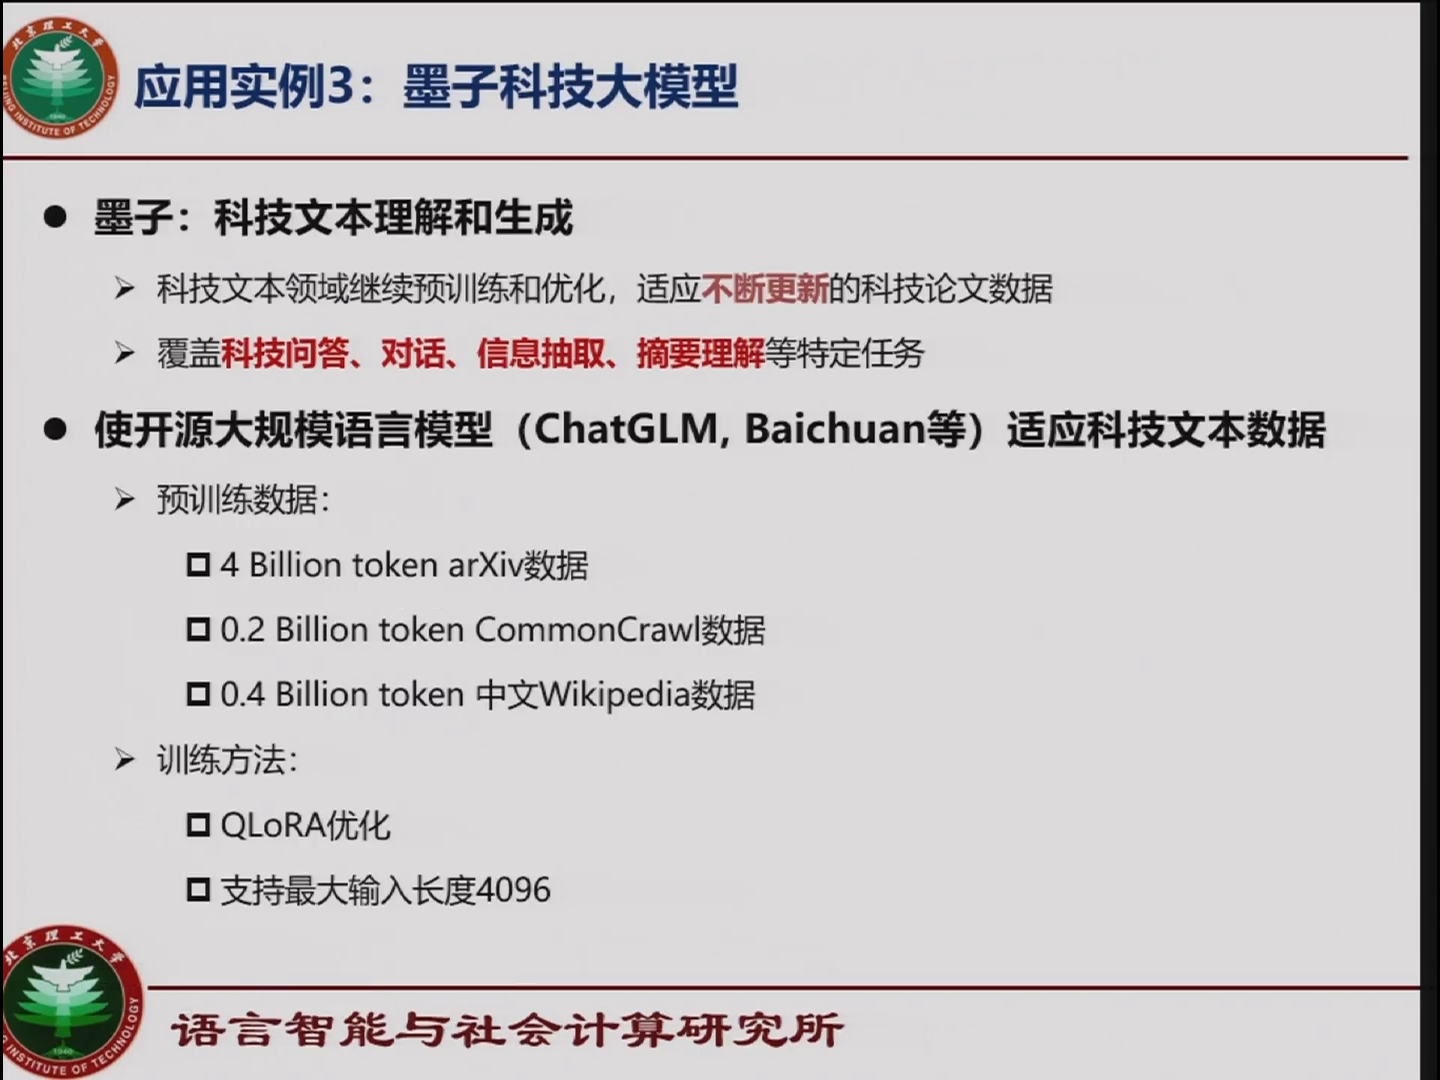 北京理工大学
BEIJING INSTITUTE OF TECHNOLOGY
1940
应用实例3：墨子科技大模型
● 墨子：科技文本理解和生成
➢ 科技文本领域继续预训练和优化，适应不断更新的科技论文数据
➢ 覆盖科技问答、对话、信息抽取、摘要理解等特定任务
● 使开源大规模语言模型（ChatGLM, Baichuan等）适应科技文本数据
➢ 预训练数据：
❑ 4 Billion token arXiv数据
❑ 0.2 Billion token CommonCrawl数据
❑ 0.4 Billion token 中文Wikipedia数据
➢ 训练方法：
❑ QLoRA优化
❑ 支持最大输入长度4096
北京理工大学
INSTITUTE OF TECHNOLOGY
1940
语言智能与社会计算研究所